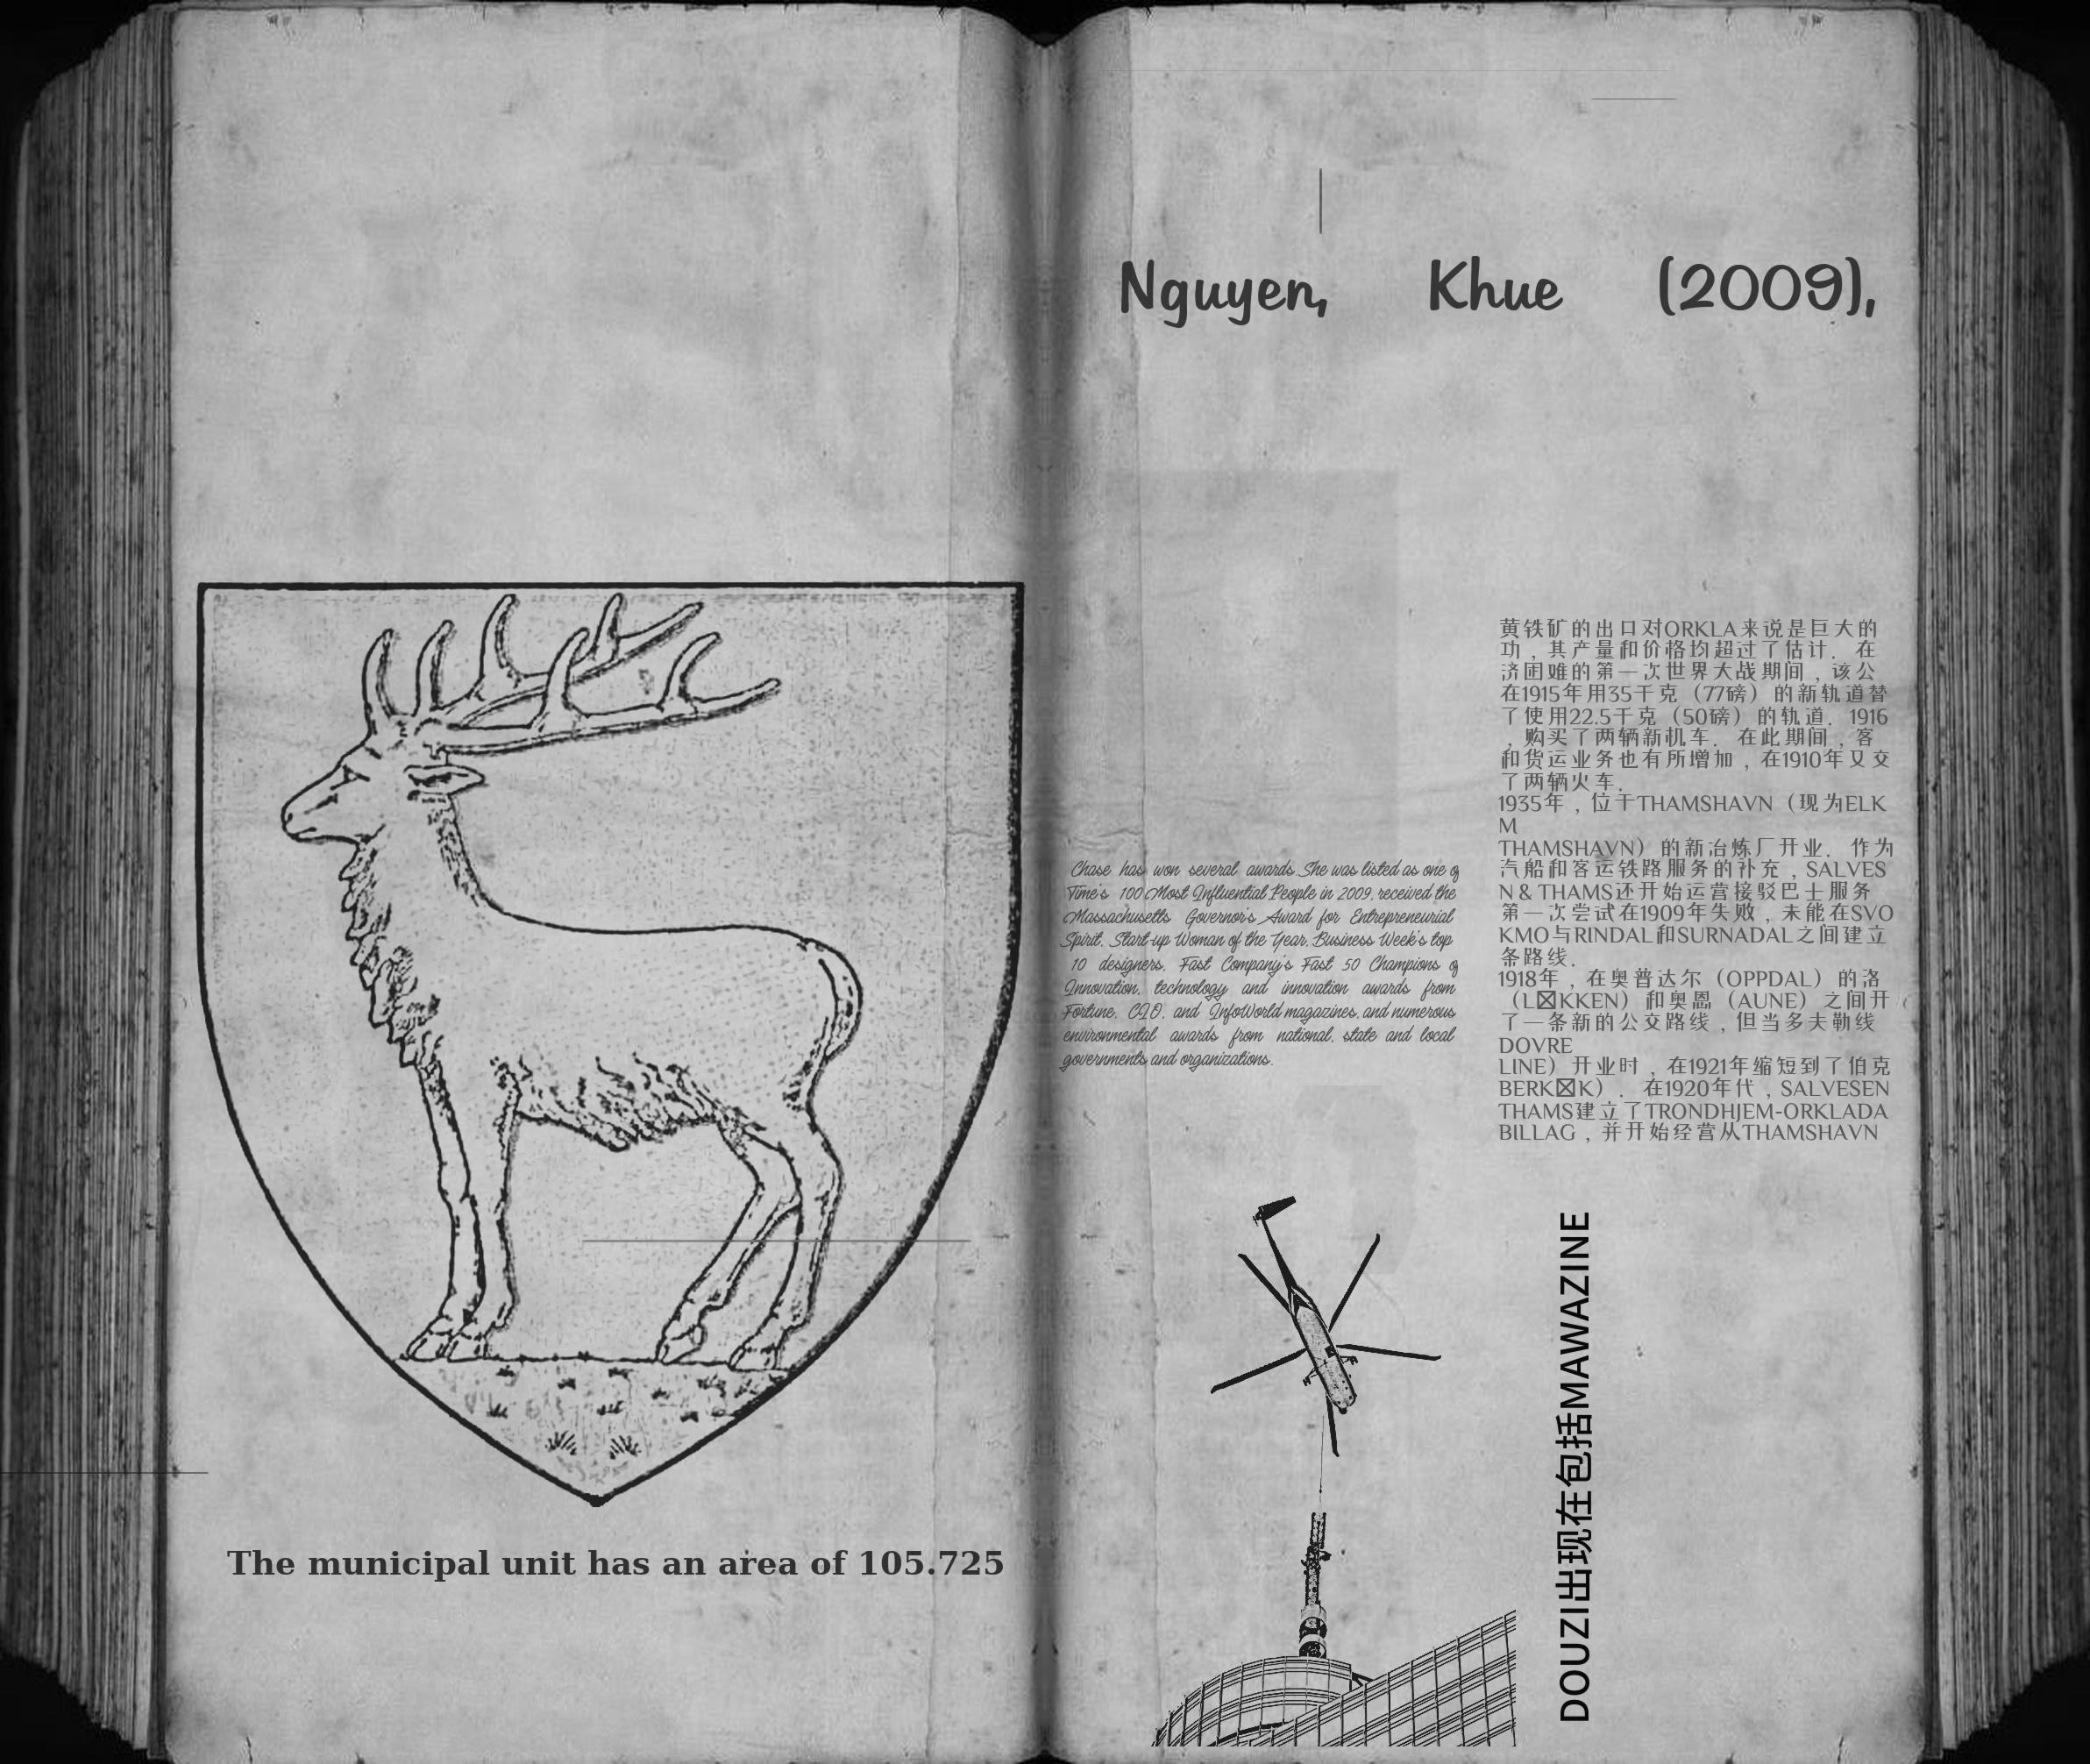 The municipal unit has an area of 105.725
Nguyen, Khue (2009),
Chase has won several awards. She was listed as one o
Time's 100 Most Influential People in 2009, received the
Massachusetts Governor's Award for Entrepreneurial
Spirit, Start-up Woman of the Year, Business Week's top
10 designers, Fast Company's Fast 50 Champions o
Innovation, technology and innovation awards from
Fortune, CIO, and InfoWorld magazines, and numerous
environmental awards from national, state and local
governments and organizations.
黄铁矿的出口对ORKLA来说是巨大的
功，其产量和价格均超过了估计. 在
济困难的第一次世界大战期间，该公
在1915年用35千克（77磅）的新轨道替
了使用22.5千克（50磅）的轨道. 1916
，购买了两辆新机车. 在此期间，客
和货运业务也有所增加，在1910年又交
了两辆火车.
1935年，位于THAMSHAVN（现为ELK
M
THAMSHAVN）的新冶炼厂开业. 作为
汽船和客运铁路服务的补充，SALVES
N & THAMS还开始运营接驳巴士服务
第一次尝试在1909年失败，未能在SVO
KMO与RINDAL和SURNADAL之间建立
条路线.
1918年，在奥普达尔（OPPDAL）的洛
（L KKEN）和奥恩（AUNE）之间开
了一条新的公交路线，但当多夫勒线
DOVRE
LINE）开业时，在1921年缩短到了伯克
BERK K）. 在1920年代，SALVESEN
THAMS建立了TRONDHJEM-ORKLADA
BILLAG，并开始经营从THAMSHAVN
DOUZI出现在包括MAWAZINE